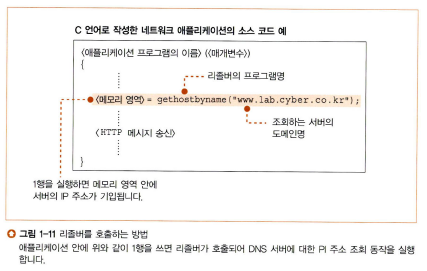 C 언어로 작성한 네트워크 애플리케이션의 소스 코드 예
〈애플리케이션 프로그램의 이름〉(〈매개변수〉)
{
리졸버의 프로그램명
〈메모리 영역〉= gethostbyname("www.lab.cyber.co.kr");
조회하는 서버의
도메인명
〈HTTP 메시지 송신〉
}
1행을 실행하면 메모리 영역 안에
서버의 IP 주소가 기입됩니다.
그림 1-11 리졸버를 호출하는 방법
애플리케이션 안에 위와 같이 1행을 쓰면 리졸버가 호출되어 DNS 서버에 대한 PI 주소 조회 동작을 실행
합니다.